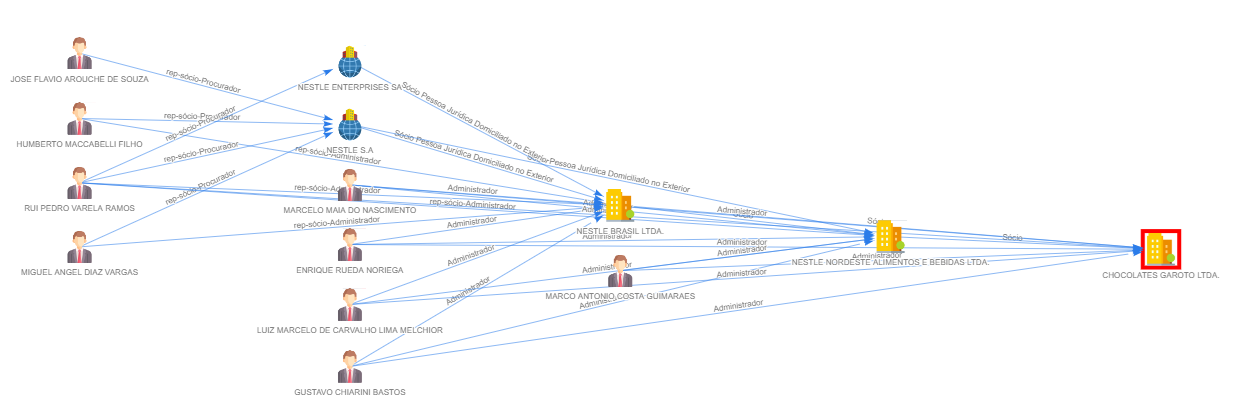 JOSE FLAVIO AROUCHE DE SOUZA
HUMBERTO MACCABELLI FILHO
RUI PEDRO VARELA RAMOS
MIGUEL ANGEL DIAZ VARGAS
rep-sócio-Procurador
rep-sócio-Procurador
rep-sócio-Procurador
rep-sócio-Procurador
rep-sócio-Procurador
NESTLE ENTERPRISES SA
NESTLE S.A
rep-sócio-Administrador
rep-sócio-Administrador
rep-sócio-Administrador
rep-sócio-Administrador
MARCELO MAIA DO NASCIMENTO
ENRIQUE RUEDA NORIEGA
LUIZ MARCELO DE CARVALHO LIMA MELCHIOR
GUSTAVO CHIARINI BASTOS
Sócio Pessoa Jurídica Domiciliado no Exterior
Sócio Pessoa Jurídica Domiciliado no Exterior
Sócio Pessoa Jurídica Domiciliado no Exterior
Administrador
Administrador
Administrador
Administrador
NESTLE BRASIL LTDA.
Administrador
Administrador
MARCO ANTONIO COSTA GUIMARAES
Administrador
Administrador
Administrador
Administrador
Administrador
Administrador
NESTLE NORDESTE ALIMENTOS E BEBIDAS LTDA.
Administrador
Sócio
CHOCOLATES GAROTO LTDA.